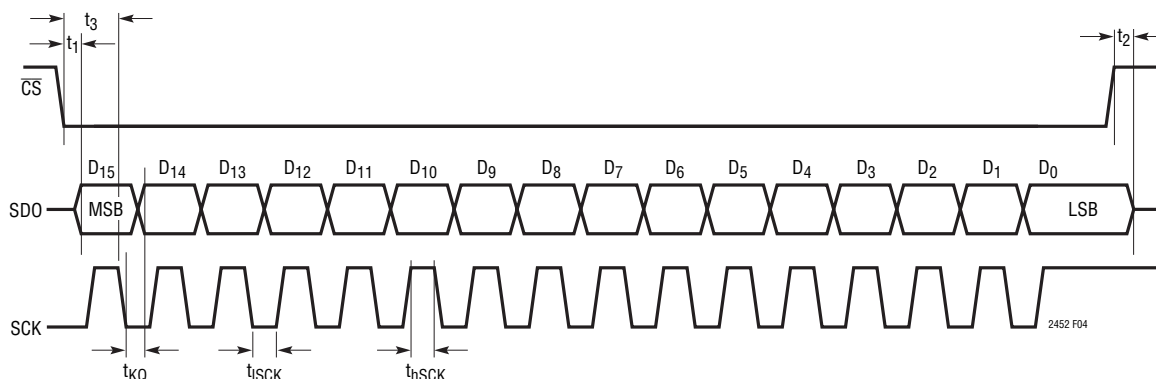 t3
t1
t2
CS
D15 D14 D13 D12 D11 D10 D9 D8 D7 D6 D5 D4 D3 D2 D1 D0
SDO MSB LSB
SCK
2452 F04
tKQ tlSCK thSCK